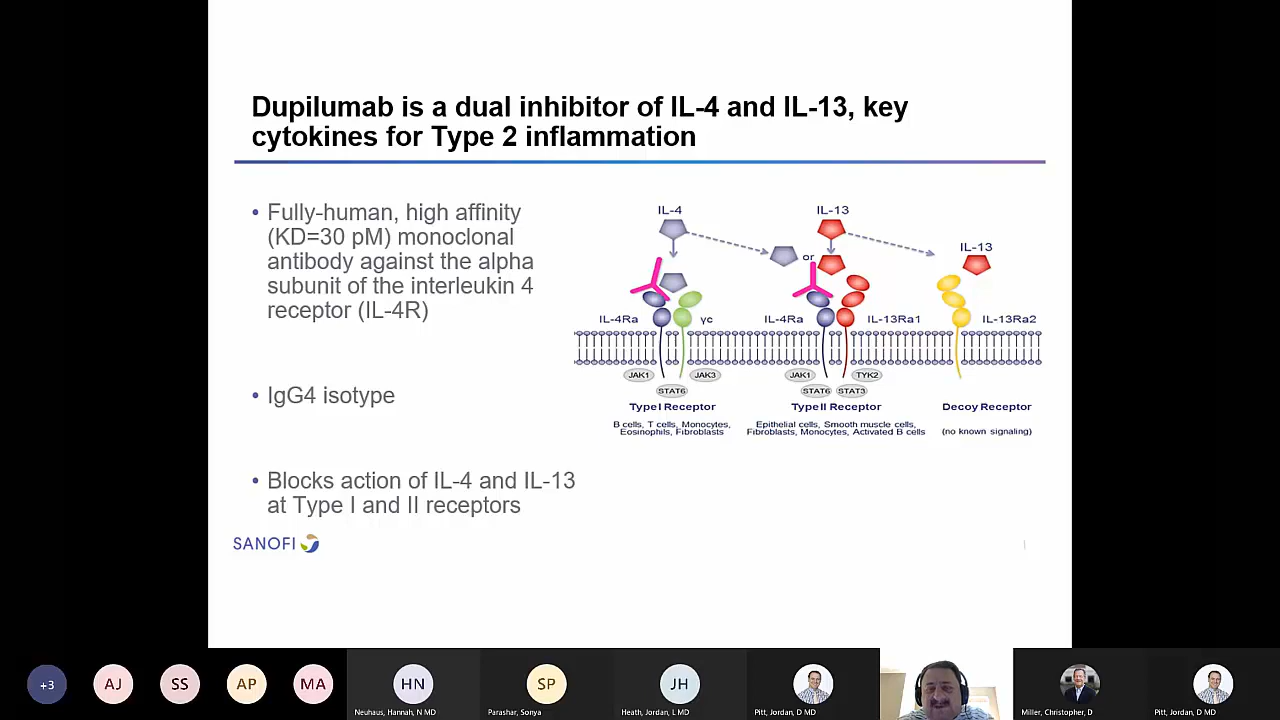 Dupilumab is a dual inhibitor of IL-4 and IL-13, key
cytokines for Type 2 inflammation
• Fully-human, high affinity
(KD=30 pM) monoclonal
antibody against the alpha
subunit of the interleukin 4
receptor (IL-4R)
• IgG4 isotype
• Blocks action of IL-4 and IL-13
at Type I and II receptors
SANOFI
IL-4
IL-13
or
IL-13
IL-4Ra
γc
IL-4Ra
IL-13Ra1
IL-13Ra2
JAK1
JAK3
STAT6
JAK1
TYK2
STAT6
STAT3
Type I Receptor
Type II Receptor
Decoy Receptor
B cells, T cells, Monocytes,
Eosinophils, Fibroblasts
Epithelial cells, Smooth muscle cells,
Fibroblasts, Monocytes, Activated B cells
(no known signaling)
+3
AJ
SS
AP
MA
HN
Neuhaus, Hannah, N MD
SP
Parashar, Sonya
JH
Heath, Jordan, L MD
Pitt, Jordan, D MD
Miller, Christopher, D
Pitt, Jordan, D MD